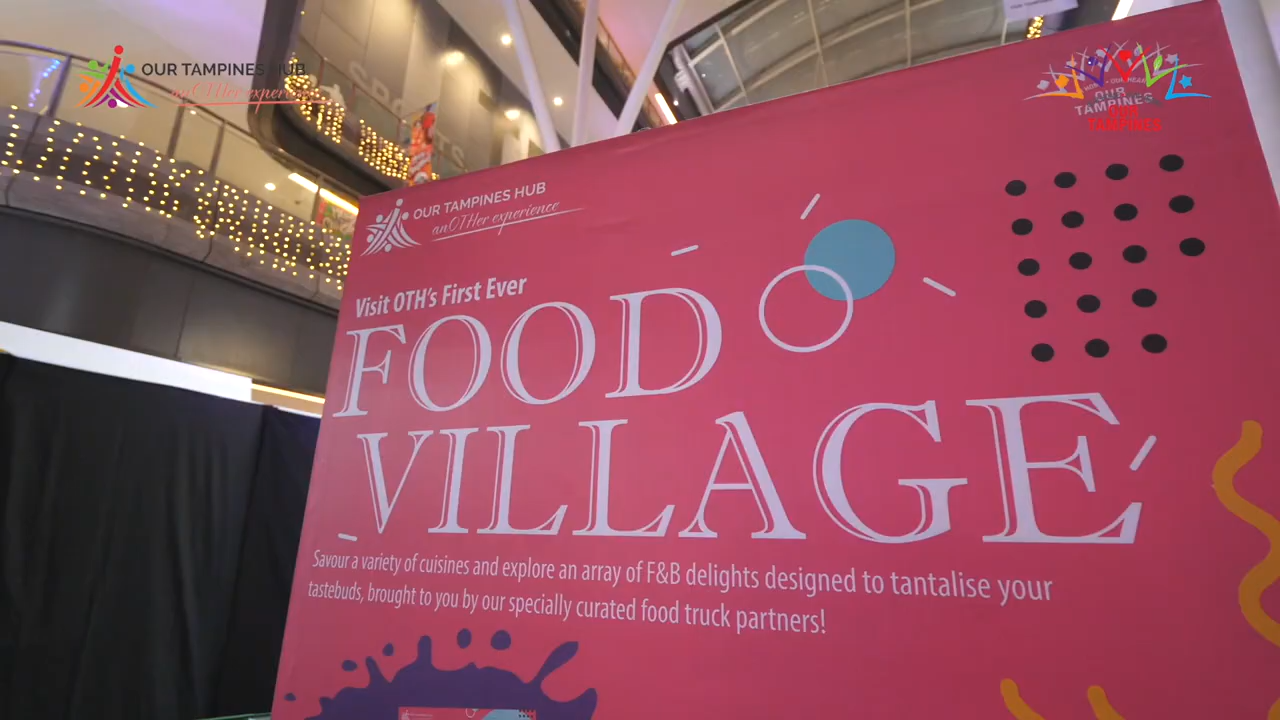 OUR TAMPINES HUB
anOTHer experience
OUR TAMPINES
OUR TAMPINES HUB
anOTHer experience
Visit OTH's First Ever
FOOD
VILLAGE
Savour a variety of cuisines and explore an array of F&B delights designed to tantalise your
tastebuds, brought to you by our specially curated food truck partners!